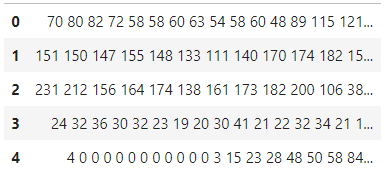 0 70 80 82 72 58 58 60 63 54 58 60 48 89 115 121...
1 151 150 147 155 148 133 111 140 170 174 182 15...
2 231 212 156 164 174 138 161 173 182 200 106 38...
3 24 32 36 30 32 23 19 20 30 41 21 22 32 34 21 1...
4 4 0 0 0 0 0 0 0 0 0 0 0 0 3 15 23 28 48 50 58 84...